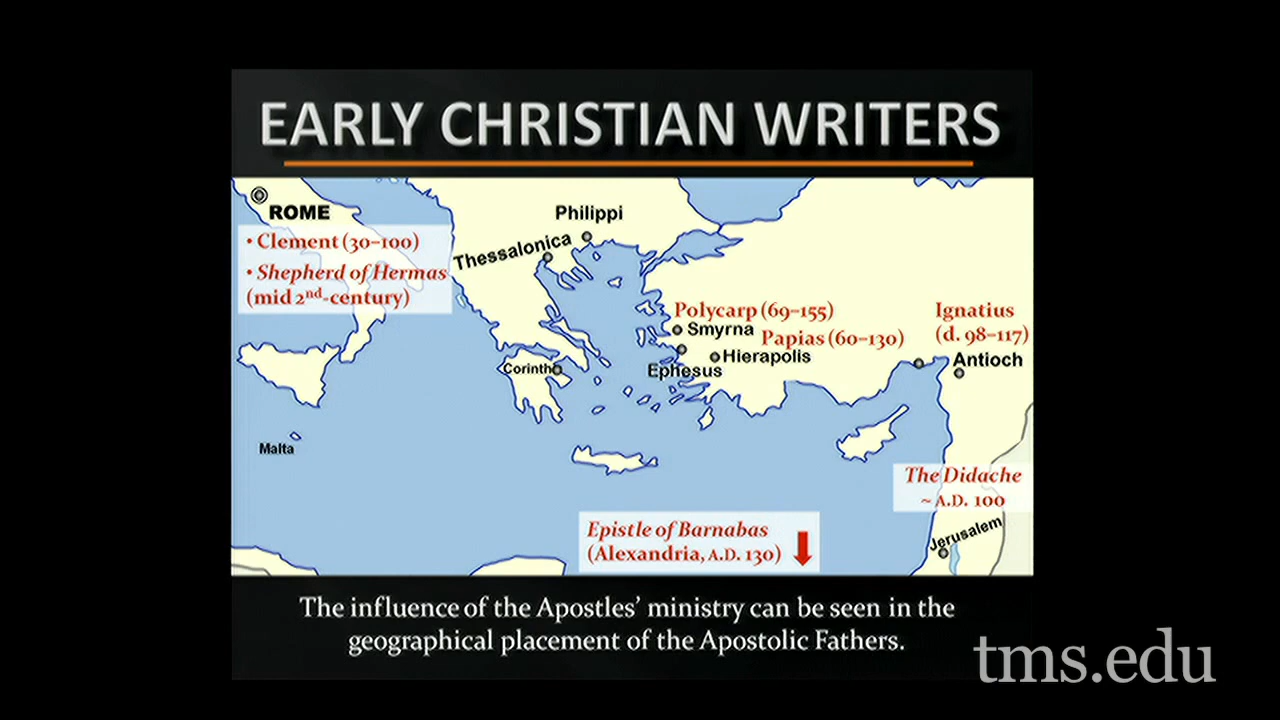 EARLY CHRISTIAN WRITERS
ROME
• Clement (30–100)
• Shepherd of Hermas
(mid 2nd-century)
Philippi
Thessalonica
Corinth
Polycarp (69–155)
Smyrna
Papias (60–130)
Hierapolis
Ephesus
Ignatius
(d. 98–117)
Antioch
Malta
The Didache
~ A.D. 100
Jerusalem
Epistle of Barnabas
(Alexandria, A.D. 130)
The influence of the Apostles’ ministry can be seen in the
geographical placement of the Apostolic Fathers.
tms.edu